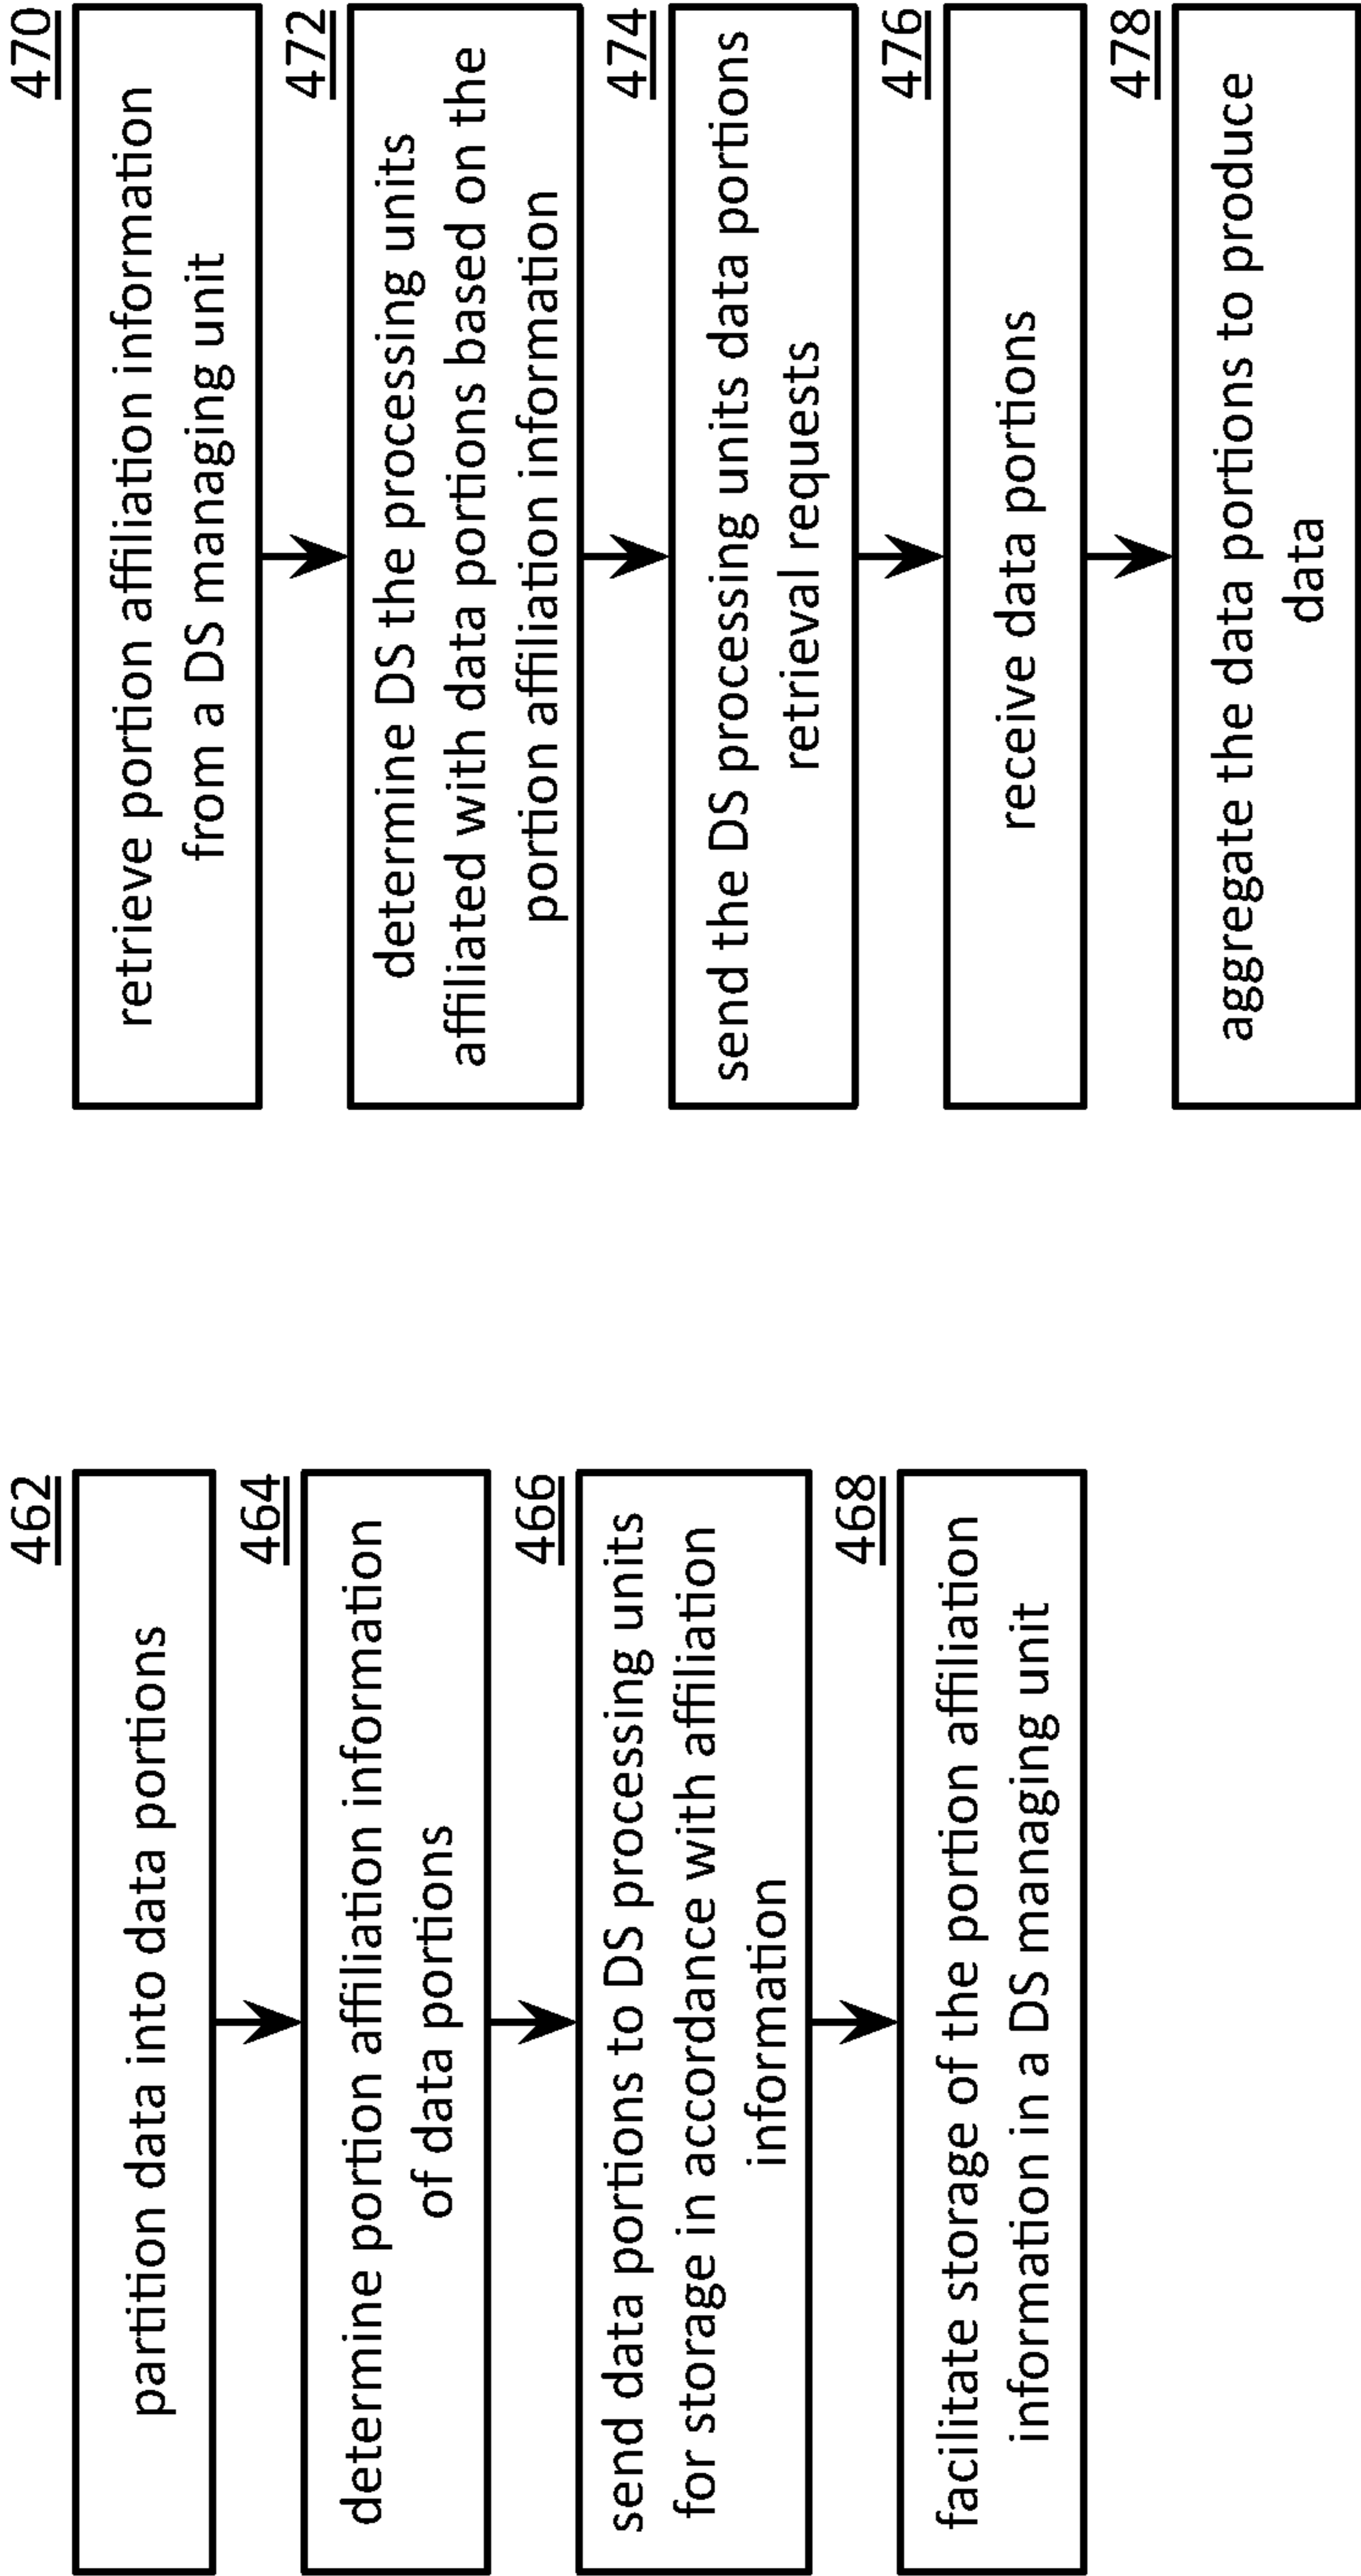 462
partition data into data portions
464
determine portion affiliation information
of data portions
466
send data portions to DS processing units
for storage in accordance with affiliation
information
468
facilitate storage of the portion affiliation
information in a DS managing unit
470
retrieve portion affiliation information
from a DS managing unit
472
determine DS the processing units
affiliated with data portions based on the
portion affiliation information
474
send the DS processing units data portions
retrieval requests
476
receive data portions
478
aggregate the data portions to produce
data